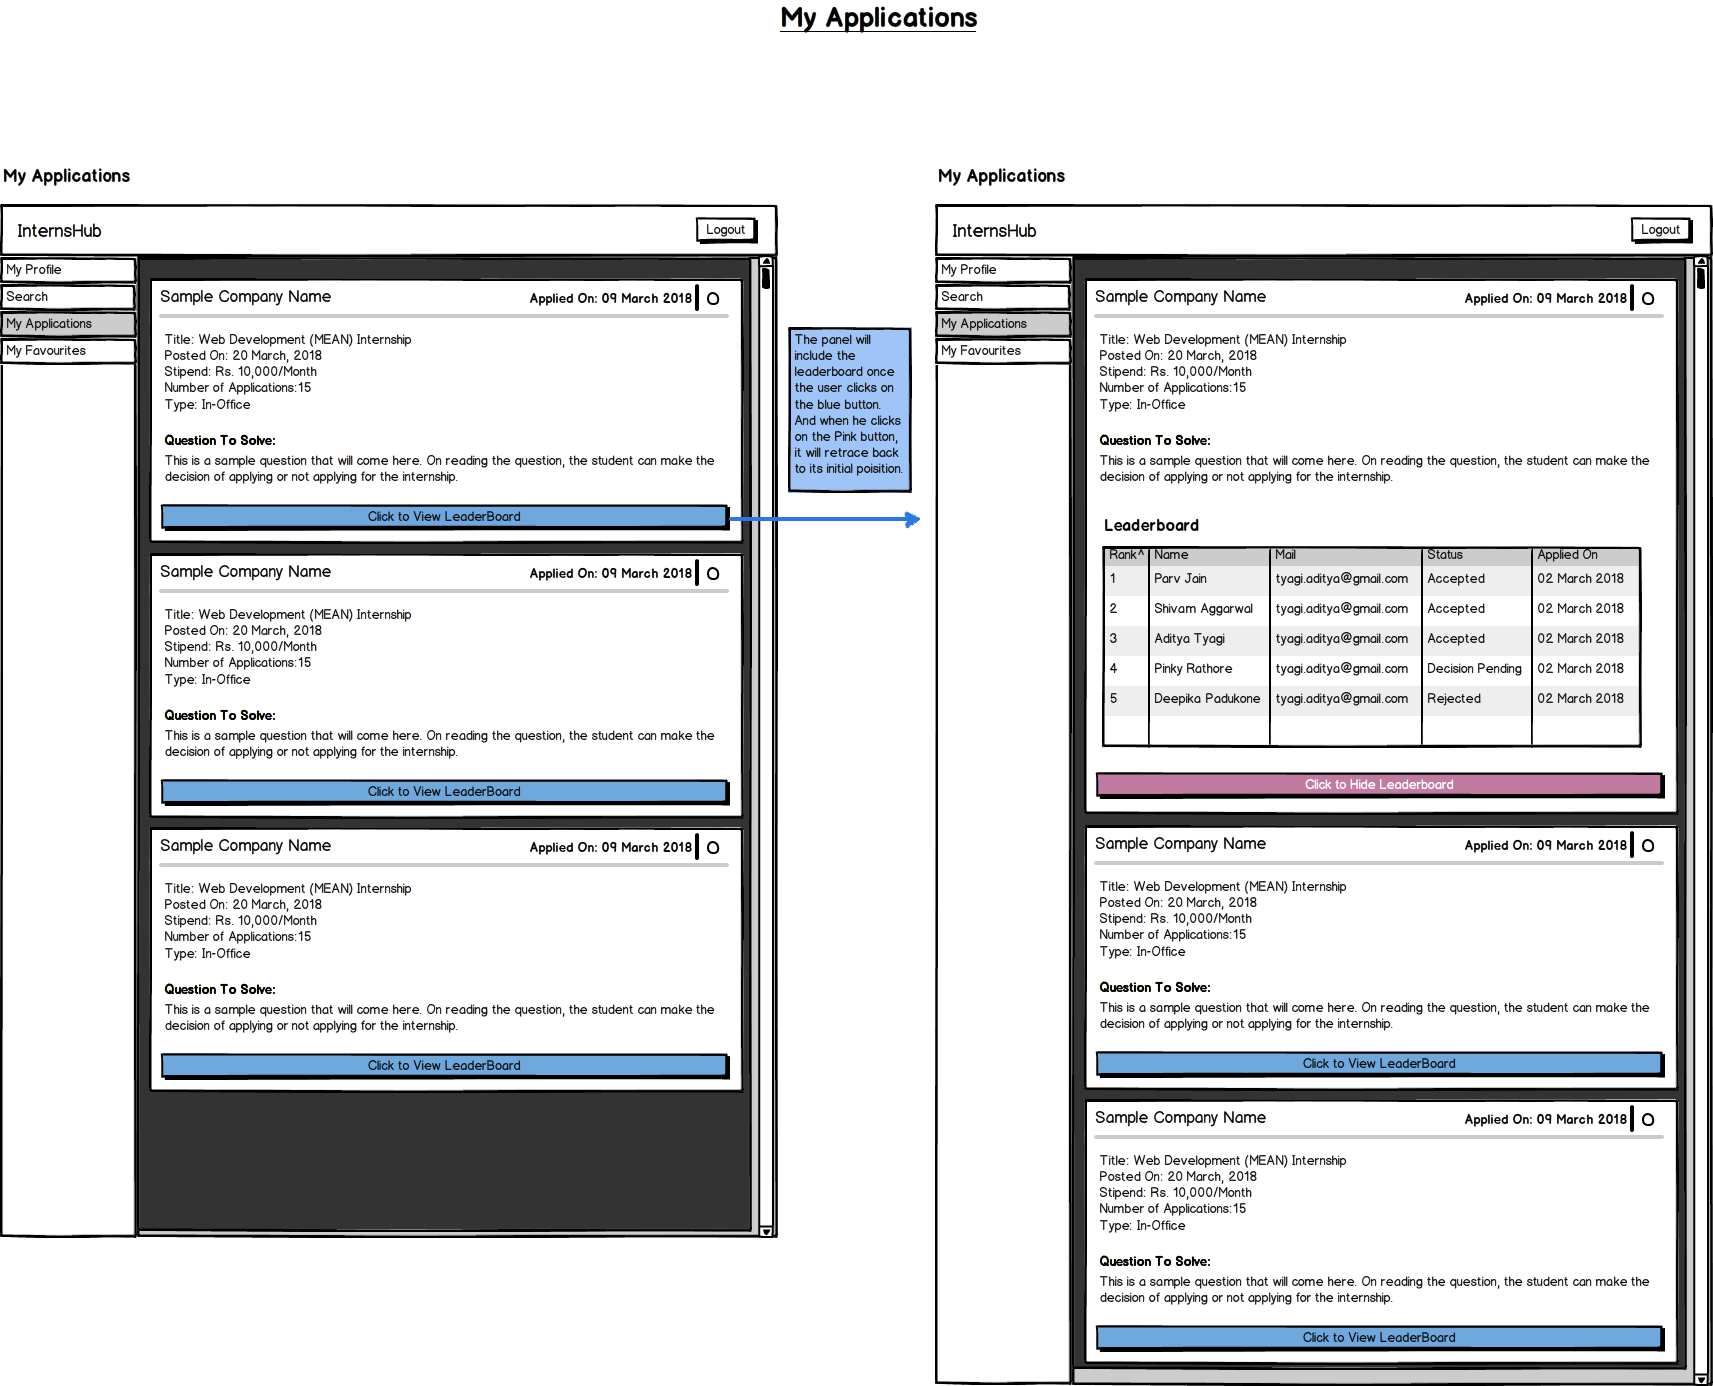 My Applications
My Applications
InternsHub
Logout
My Profile
Search
My Applications
My Favourites
Sample Company Name
Applied On: 09 March 2018
Title: Web Development (MEAN) Internship
Posted On: 20 March, 2018
Stipend: Rs. 10,000/Month
Number of Applications:15
Type: In-Office
Question To Solve:
This is a sample question that will come here. On reading the question, the student can make the
decision of applying or not applying for the internship.
Click to View LeaderBoard
Sample Company Name
Applied On: 09 March 2018
Title: Web Development (MEAN) Internship
Posted On: 20 March, 2018
Stipend: Rs. 10,000/Month
Number of Applications:15
Type: In-Office
Question To Solve:
This is a sample question that will come here. On reading the question, the student can make the
decision of applying or not applying for the internship.
Click to View LeaderBoard
Sample Company Name
Applied On: 09 March 2018
Title: Web Development (MEAN) Internship
Posted On: 20 March, 2018
Stipend: Rs. 10,000/Month
Number of Applications:15
Type: In-Office
Question To Solve:
This is a sample question that will come here. On reading the question, the student can make the
decision of applying or not applying for the internship.
Click to View LeaderBoard
The panel will
include the
leaderboard once
the user clicks on
the blue button.
And when he clicks
on the Pink button,
it will retrace back
to its initial poisition.
My Applications
InternsHub
Logout
My Profile
Search
My Applications
My Favourites
Sample Company Name
Applied On: 09 March 2018
Title: Web Development (MEAN) Internship
Posted On: 20 March, 2018
Stipend: Rs. 10,000/Month
Number of Applications:15
Type: In-Office
Question To Solve:
This is a sample question that will come here. On reading the question, the student can make the
decision of applying or not applying for the internship.
Leaderboard
Rank^ Name Mail Status Applied On
1 Parv Jain tyagi.aditya@gmail.com Accepted 02 March 2018
2 Shivam Aggarwal tyagi.aditya@gmail.com Accepted 02 March 2018
3 Aditya Tyagi tyagi.aditya@gmail.com Accepted 02 March 2018
4 Pinky Rathore tyagi.aditya@gmail.com Decision Pending 02 March 2018
5 Deepika Padukone tyagi.aditya@gmail.com Rejected 02 March 2018
Click to Hide Leaderboard
Sample Company Name
Applied On: 09 March 2018
Title: Web Development (MEAN) Internship
Posted On: 20 March, 2018
Stipend: Rs. 10,000/Month
Number of Applications:15
Type: In-Office
Question To Solve:
This is a sample question that will come here. On reading the question, the student can make the
decision of applying or not applying for the internship.
Click to View LeaderBoard
Sample Company Name
Applied On: 09 March 2018
Title: Web Development (MEAN) Internship
Posted On: 20 March, 2018
Stipend: Rs. 10,000/Month
Number of Applications:15
Type: In-Office
Question To Solve:
This is a sample question that will come here. On reading the question, the student can make the
decision of applying or not applying for the internship.
Click to View LeaderBoard